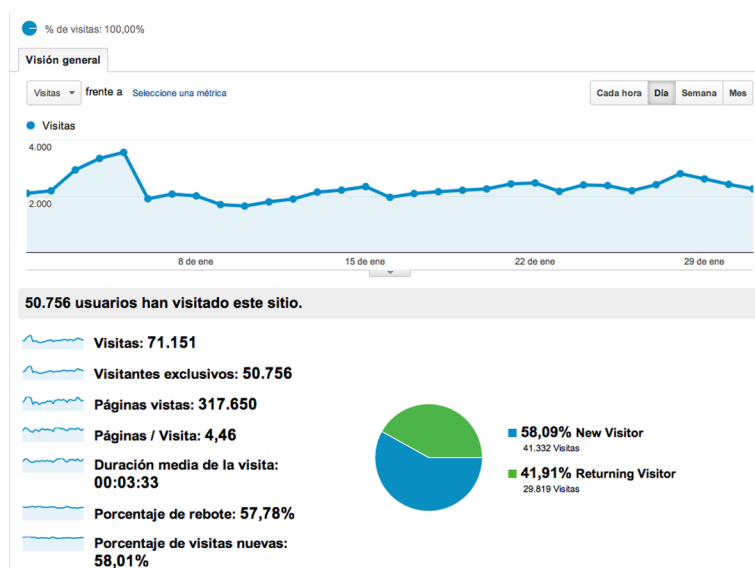 % de visitas: 100,00%
Visión general
Visitas frente a Seleccione una métrica
Cada hora Día Semana Mes
Visitas
4.000
2.000
8 de ene 15 de ene 22 de ene 29 de ene
50.756 usuarios han visitado este sitio.
Visitas: 71.151
Visitantes exclusivos: 50.756
Páginas vistas: 317.650
Páginas / Visita: 4,46
Duración media de la visita:
00:03:33
Porcentaje de rebote: 57,78%
Porcentaje de visitas nuevas:
58,01%
58,09% New Visitor
41.332 Visitas
41,91% Returning Visitor
29.819 Visitas